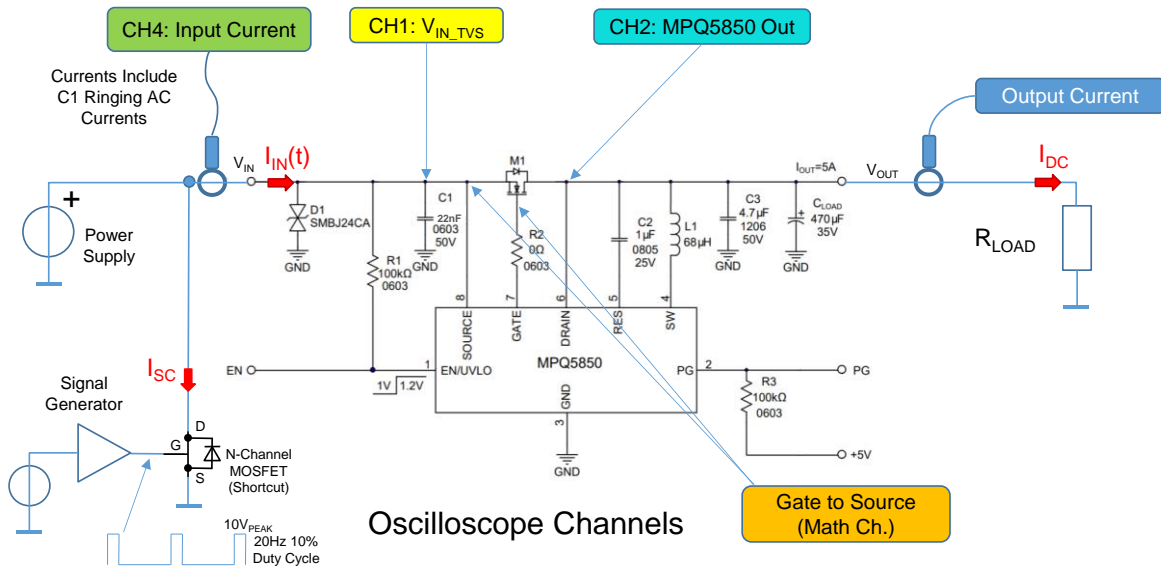 CH4: Input Current
CH1: VIN_TVS
CH2: MPQ5850 Out
Currents Include
C1 Ringing AC
Currents
Output Current
VIN
IIN(t)
M1
IOUT=5A
VOUT
IDC
+
Power
Supply
D1
SMBJ24CA
GND
R1
100kΩ
0603
C1
22nF
0603
50V
GND
R2
0Ω
0603
C2
1µF
0805
25V
L1
68µH
C3
4.7µF
1206
50V
GND
+
CLOAD
470µF
35V
GND
RLOAD
8
7
6
5
4
SOURCE
GATE
DRAIN
RES
SW
MPQ5850
EN
1V
1.2V
1
EN/UVLO
GND
3
GND
PG
2
PG
R3
100kΩ
0603
+5V
ISC
Signal
Generator
D
G
S
N-Channel
MOSFET
(Shortcut)
10VPEAK
20Hz 10%
Duty Cycle
Oscilloscope Channels
Gate to Source
(Math Ch.)